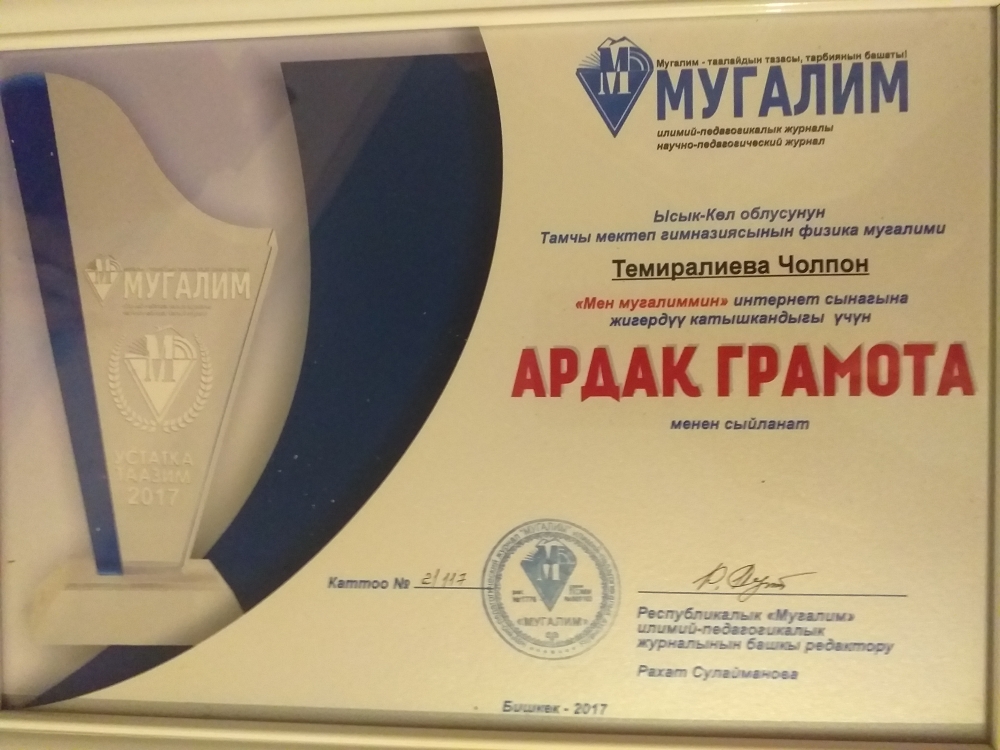 Мугалим - таалайдын тазасы, тарбиянын башаты!
МУГАЛИМ
илимий-педагогикалык журналы
научно-педагогический журнал
Ысык-Көл облусунун
Тамчы мектеп гимназиясынын физика мугалими
Темиралиева Чолпон
«Мен мугалиммин» интернет сынагына
жигердүү катышкандыгы үчүн
АРДАК ГРАМОТА
менен сыйланат
МУГАЛИМ
М
УСТАТКА
ТААЗИМ
2017
Каттоо № 2/117
«МУГАЛИМ»
Республикалык «Мугалим»
илимий-педагогикалык
журналынын башкы редактору
Рахат Сулайманова
Бишкек - 2017